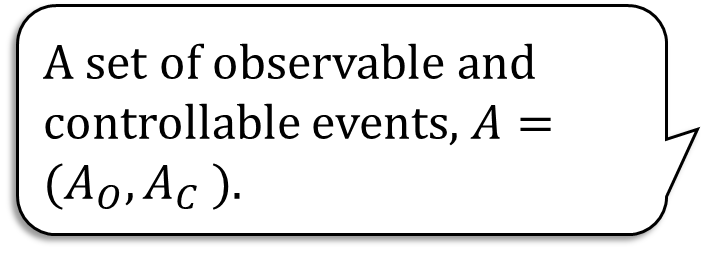 A set of observable and
controllable events, A =
(A_O, A_C ).